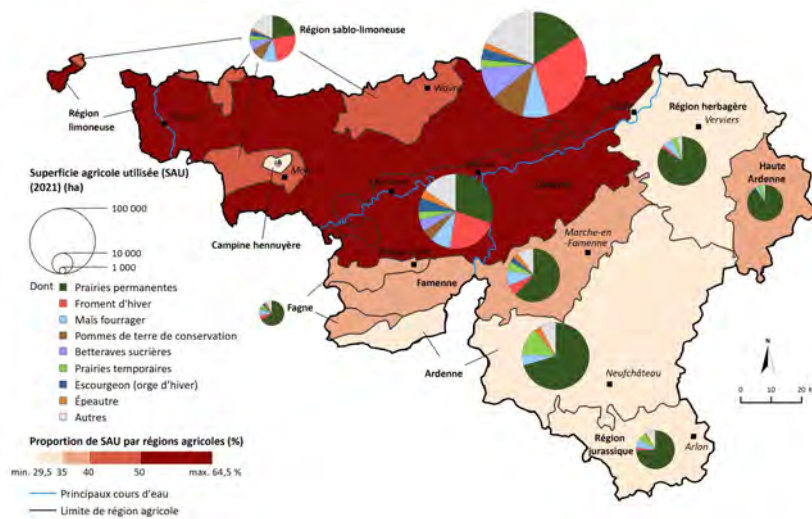 Région sablo-limoneuse
Région
limoneuse
Wavre
Région herbagère
Verviers
Haute
Ardenne
Superficie agricole utilisée (SAU)
(2021) (ha)
100 000
10 000
1 000
Campine hennuyère
Marche-en
-Famenne
Famenne
Fagne
Ardenne
Neufchâteau
Région
jurassique
Arlon
Dont
Prairies permanentes
Froment d'hiver
Maïs fourrager
Pommes de terre de conservation
Betteraves sucrières
Prairies temporaires
Escourgeon (orge d'hiver)
Épeautre
Autres
N
0 10 20
Proportion de SAU par régions agricoles (%)
min. 29,5 35 40 50 max. 64,5 %
Principaux cours d'eau
Limite de région agricole